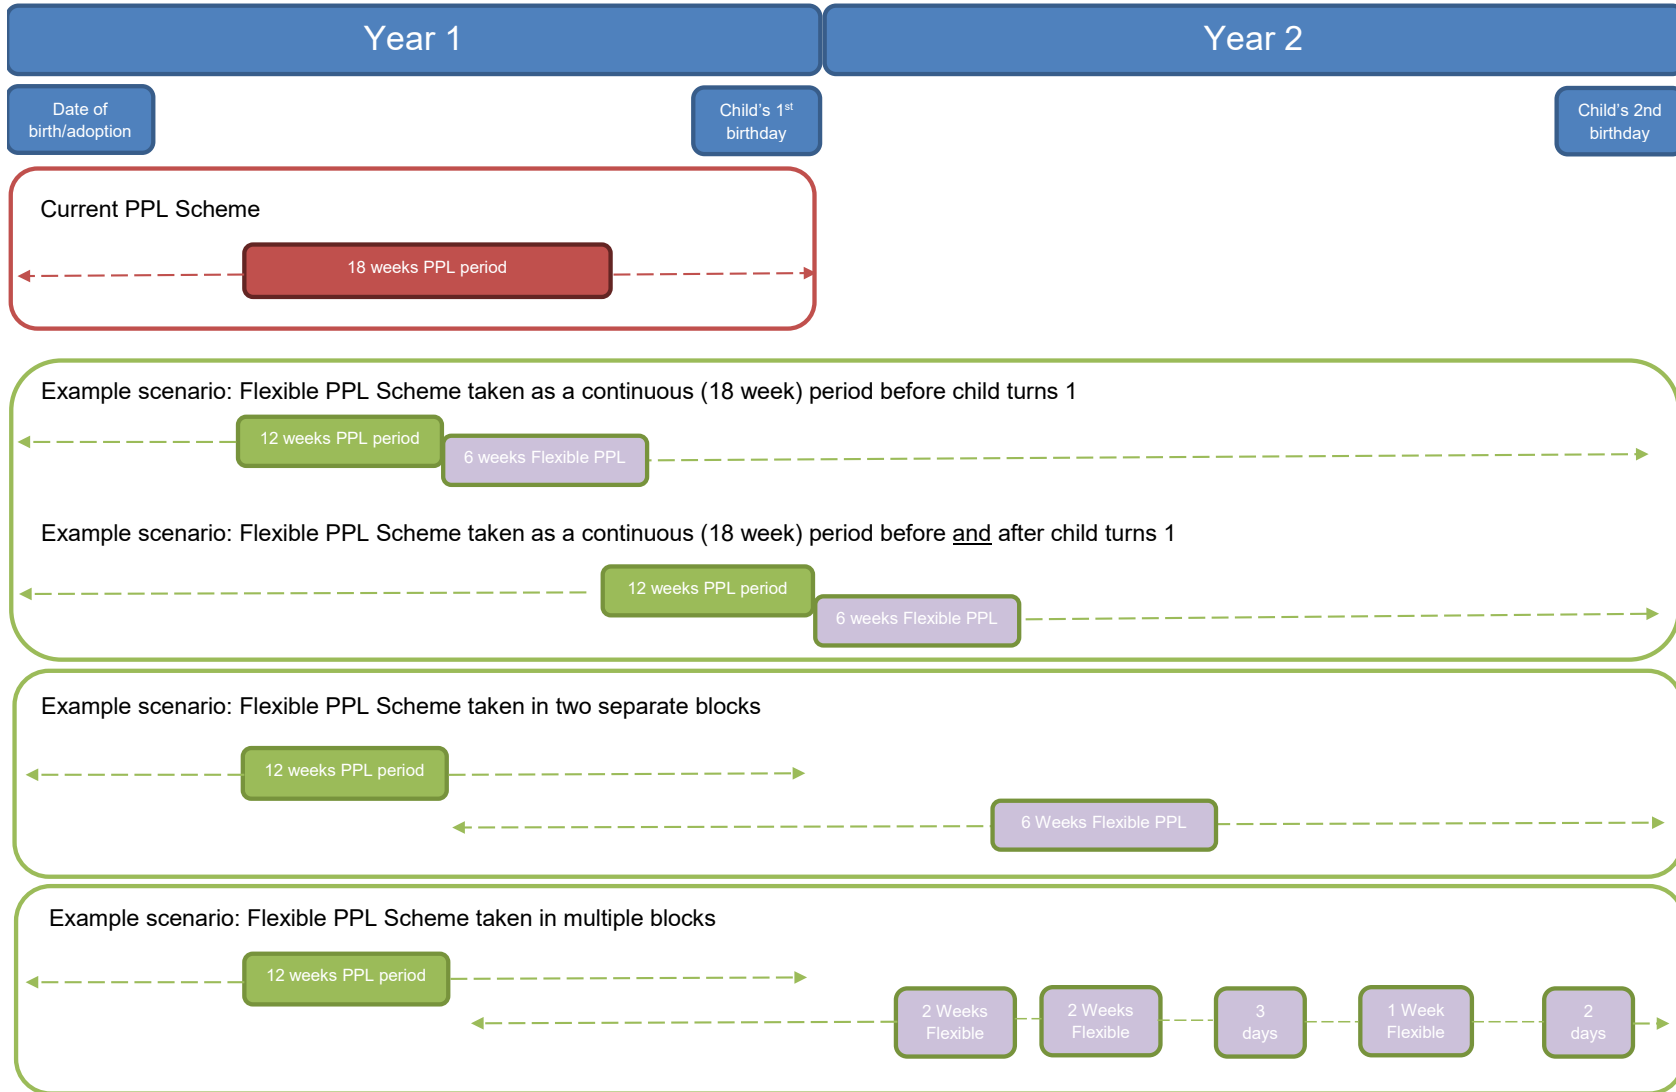 Year 1
Year 2
Date of
birth/adoption
Child's 1st
birthday
Child's 2nd
birthday
Current PPL Scheme
18 weeks PPL period
Example scenario: Flexible PPL Scheme taken as a continuous (18 week) period before child turns 1
12 weeks PPL period
6 weeks Flexible PPL
Example scenario: Flexible PPL Scheme taken as a continuous (18 week) period before and after child turns 1
12 weeks PPL period
6 weeks Flexible PPL
Example scenario: Flexible PPL Scheme taken in two separate blocks
12 weeks PPL period
6 Weeks Flexible PPL
Example scenario: Flexible PPL Scheme taken in multiple blocks
12 weeks PPL period
2 Weeks
Flexible
2 Weeks
Flexible
3
days
1 Week
Flexible
2
days